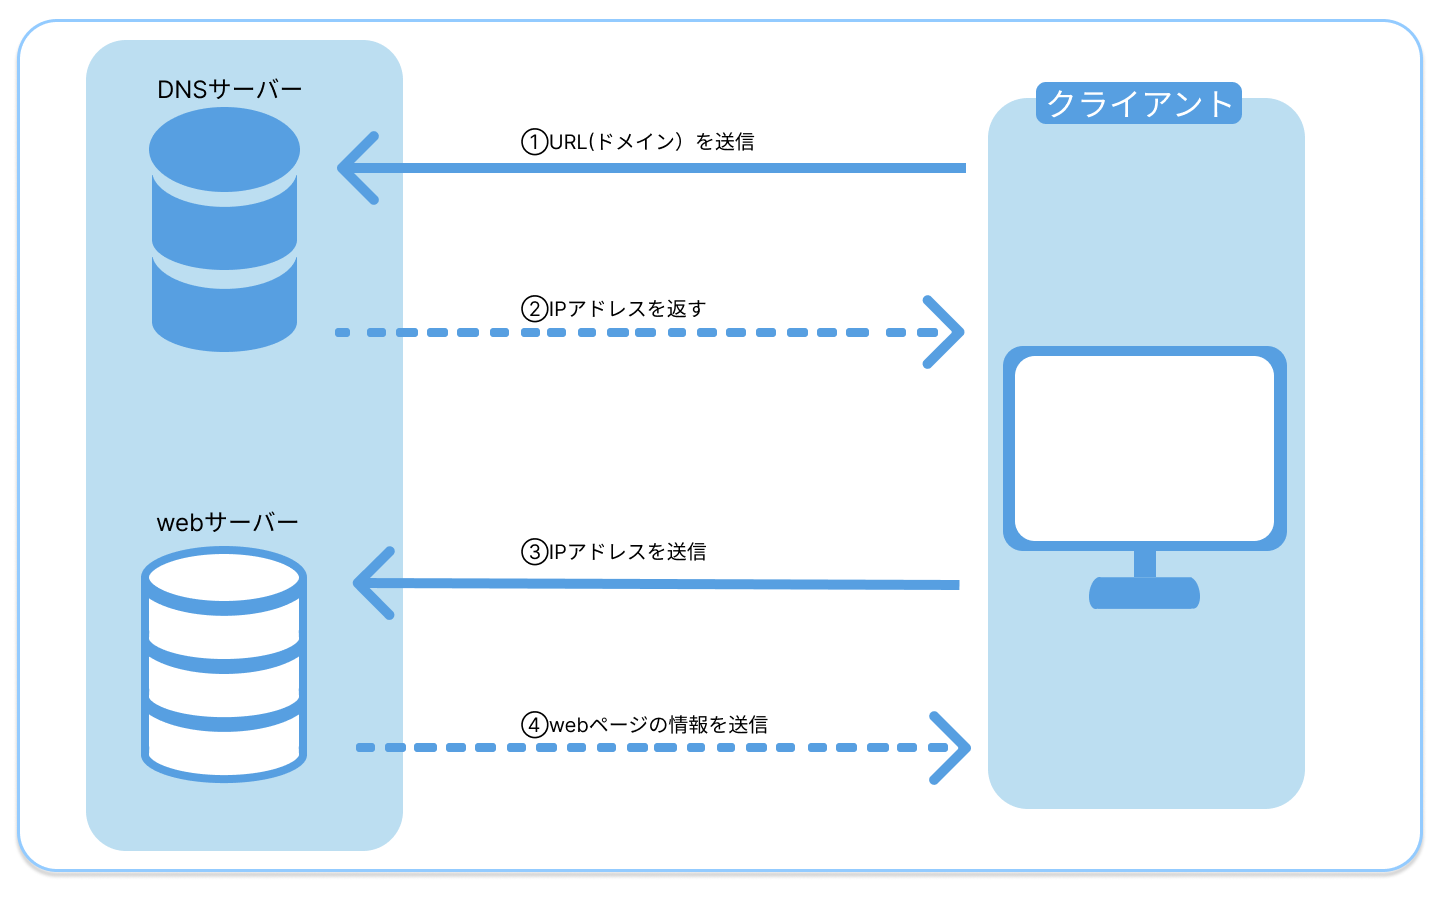 DNSサーバー
クライアント
①URL(ドメイン）を送信
②IPアドレスを返す
webサーバー
③IPアドレスを送信
④webページの情報を送信